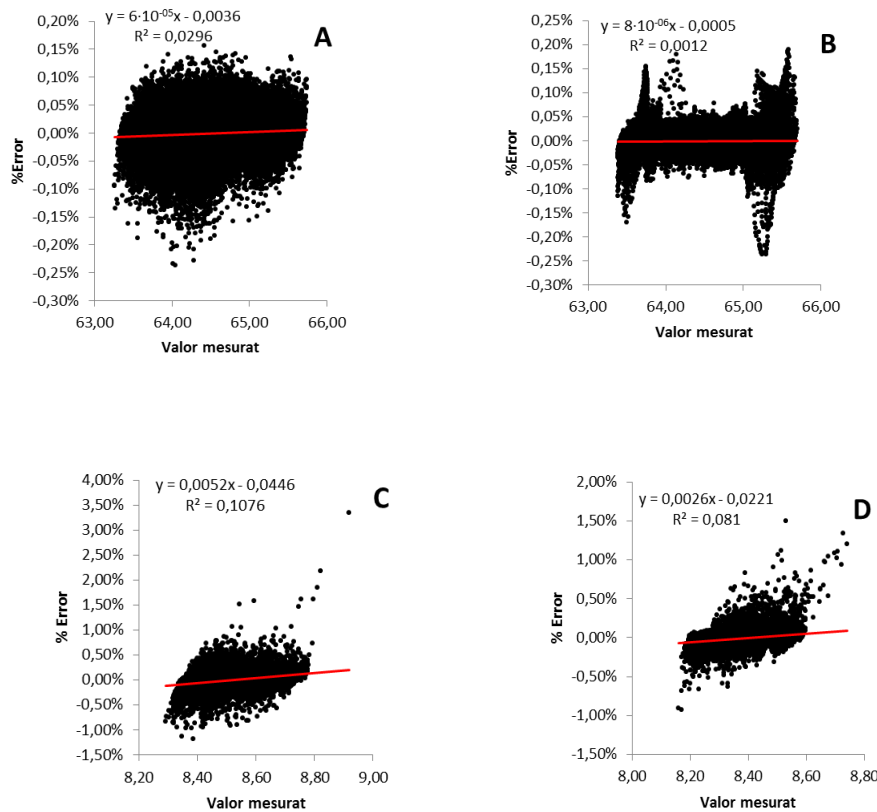 y = 6·10⁻⁰⁵x - 0,0036
R² = 0,0296
A
0,20%
0,15%
0,10%
0,05%
0,00%
-0,05%
-0,10%
-0,15%
-0,20%
-0,25%
-0,30%
%Error
63,00 64,00 65,00 66,00
Valor mesurat
y = 8·10⁻⁰⁶x - 0,0005
R² = 0,0012
B
0,25%
0,20%
0,15%
0,10%
0,05%
0,00%
-0,05%
-0,10%
-0,15%
-0,20%
-0,25%
-0,30%
%Error
63,00 64,00 65,00 66,00
Valor mesurat
y = 0,0052x - 0,0446
R² = 0,1076
C
4,00%
3,50%
3,00%
2,50%
2,00%
1,50%
1,00%
0,50%
0,00%
-0,50%
-1,00%
-1,50%
% Error
8,20 8,40 8,60 8,80 9,00
Valor mesurat
y = 0,0026x - 0,0221
R² = 0,081
D
2,00%
1,50%
1,00%
0,50%
0,00%
-0,50%
-1,00%
-1,50%
% Error
8,00 8,20 8,40 8,60 8,80
Valor mesurat